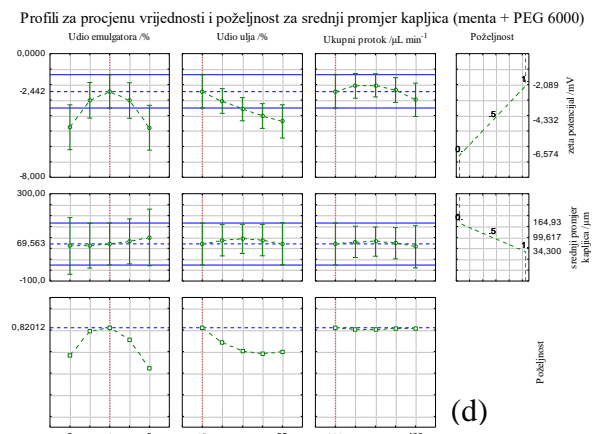 Profili za procjenu vrijednosti i poželjnost za srednji promjer kapljica (menta + PEG 6000)
Udio emulgatora /% Udio ulja /% Ukupni protok /µL min⁻¹ Poželjnost
0,0000
-2,442
-8,000
0. .5 1.
-2,089
-4,332
-6,574
zeta potencijal /mV
300,00
69,563
-100,0
0. .5 1.
164,93
99,617
34,300
srednji promjer
kapljica /µm
0,82012
Poželjnost
(d)